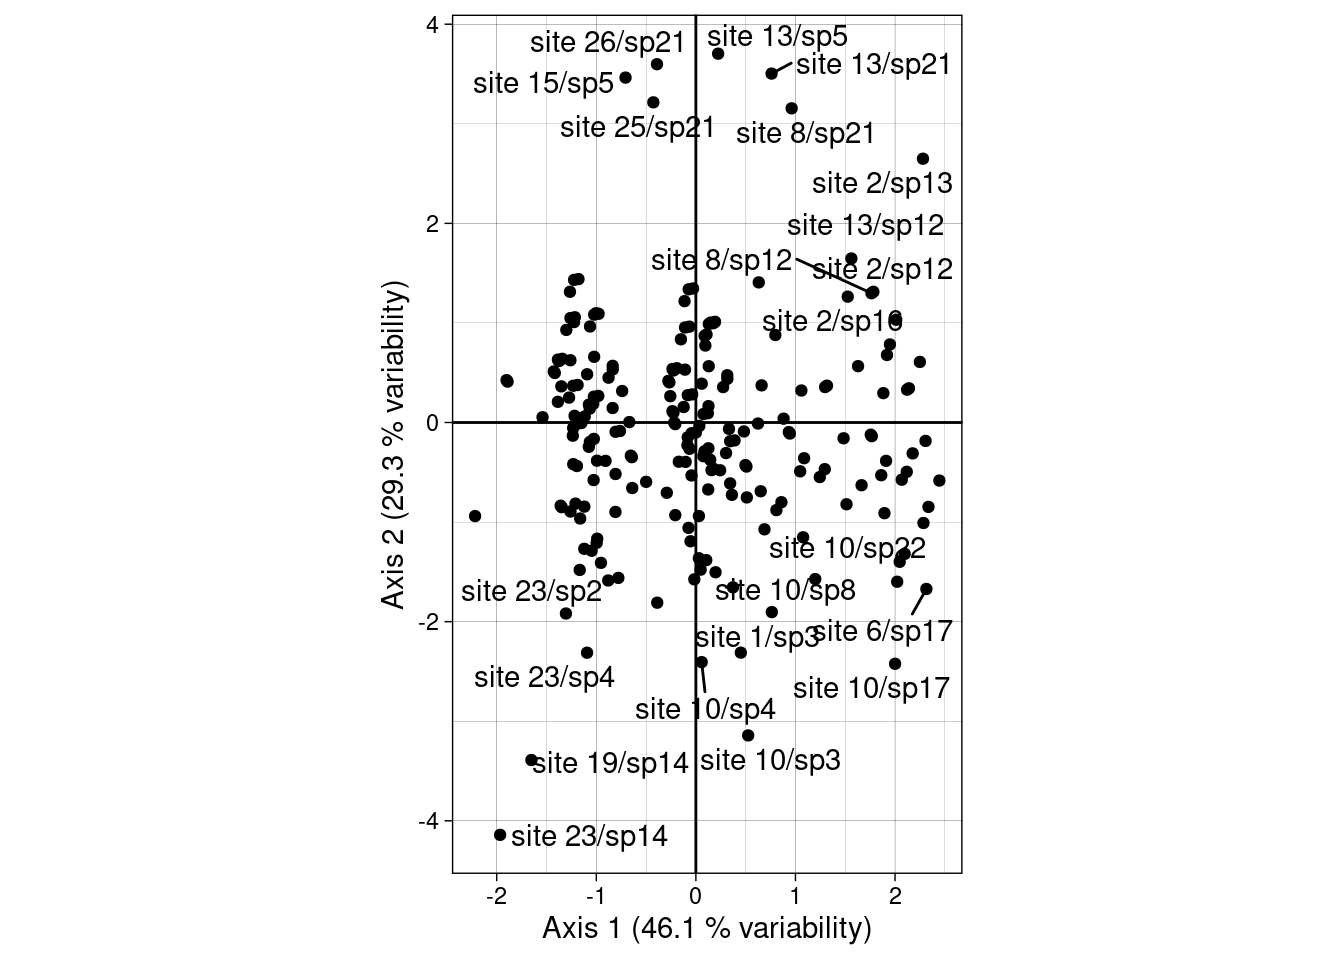 4
site 26/sp21
site 13/sp5
site 13/sp21
site 15/sp5
site 25/sp21
site 8/sp21
site 2/sp13
2
site 13/sp12
site 8/sp12
site 2/sp12
site 2/sp16
0
site 10/sp22
site 23/sp2
site 10/sp8
-2
site 1/sp3
site 6/sp17
site 23/sp4
site 10/sp17
site 10/sp4
site 19/sp14
site 10/sp3
-4
site 23/sp14
-2 -1 0 1 2
Axis 1 (46.1 % variability)
Axis 2 (29.3 % variability)